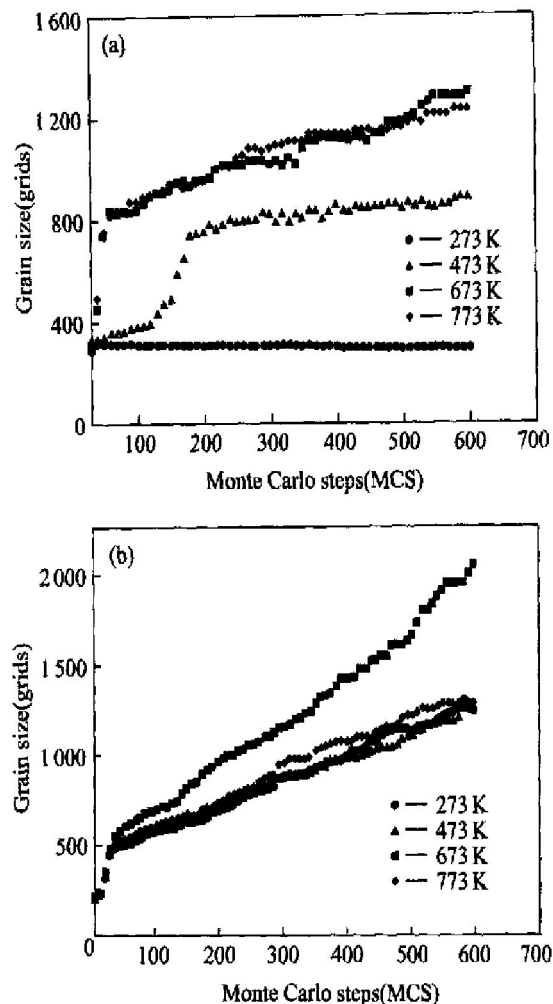 (a)
1 600
1 200
800
400
0
Grain size(grids)
273 K
473 K
673 K
773 K
100 200 300 400 500 600 700
Monte Carlo steps(MCS)
(b)
2 000
1 500
1 000
500
Grain size(grids)
273 K
473 K
673 K
773 K
0 100 200 300 400 500 600 700
Monte Carlo steps(MCS)